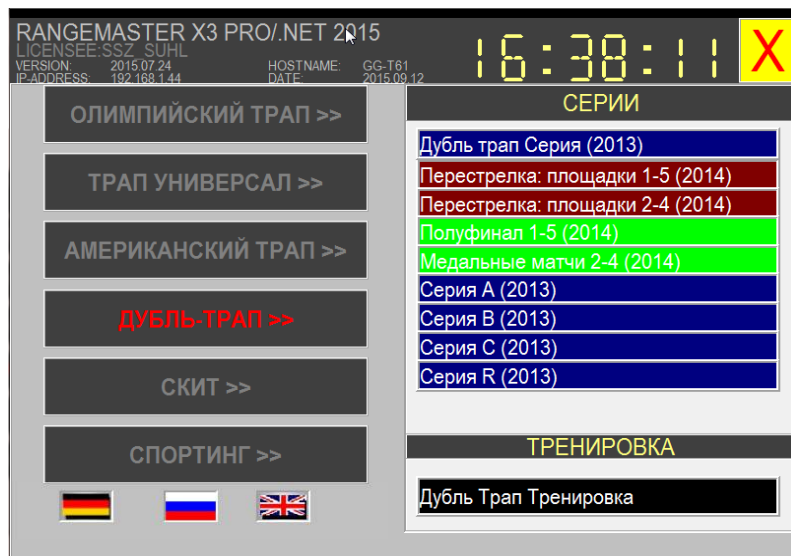 RANGEMASTER X3 PRO/.NET 2015
LICENSEE:SSZ_SUHL
VERSION: 2015.07.24 HOSTNAME: GG-T61
IP-ADDRESS: 192.168.1.44 DATE: 2015.09.12
16:38:11
X
ОЛИМПИЙСКИЙ ТРАП >>
ТРАП УНИВЕРСАЛ >>
АМЕРИКАНСКИЙ ТРАП >>
ДУБЛЬ-ТРАП >>
СКИТ >>
СПОРТИНГ >>
СЕРИИ
Дубль трап Серия (2013)
Перестрелка: площадки 1-5 (2014)
Перестрелка: площадки 2-4 (2014)
Полуфинал 1-5 (2014)
Медальные матчи 2-4 (2014)
Серия A (2013)
Серия B (2013)
Серия C (2013)
Серия R (2013)
ТРЕНИРОВКА
Дубль Трап Тренировка